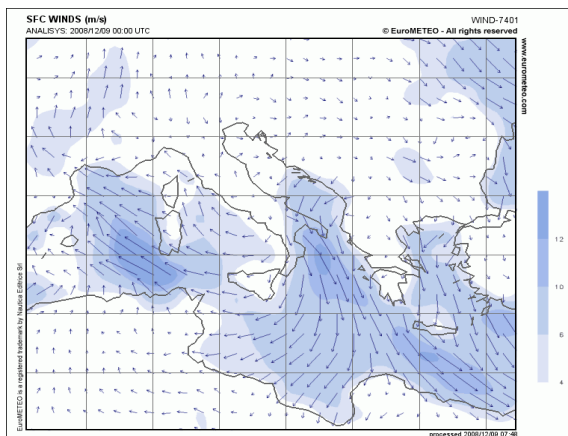 SFC WINDS (m/s)
WIND-7401
ANALISYS: 2008/12/09 00:00 UTC
© EuroMETEO - All rights reserved
www.eurometeo.com
12
10
6
4
EuroMETEO is a registered trademark by Nautica Editrice Srl
processed 2008/12/09 07:48